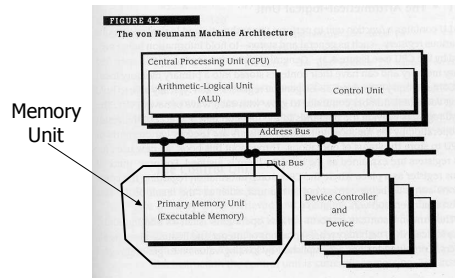 FIGURE 4.2
The von Neumann Machine Architecture
Central Processing Unit (CPU)
Arithmetic-Logical Unit
(ALU)
Control Unit
Address Bus
Data Bus
Memory
Unit
Primary Memory Unit
(Executable Memory)
Device Controller
and
Device